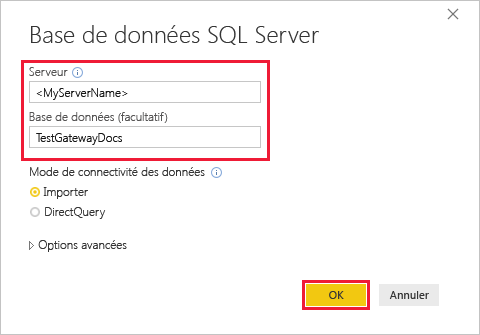 Base de données SQL Server
Serveur
<MyServerName>
Base de données (facultatif)
TestGatewayDocs
Mode de connectivité des données
Importer
DirectQuery
Options avancées
OK
Annuler